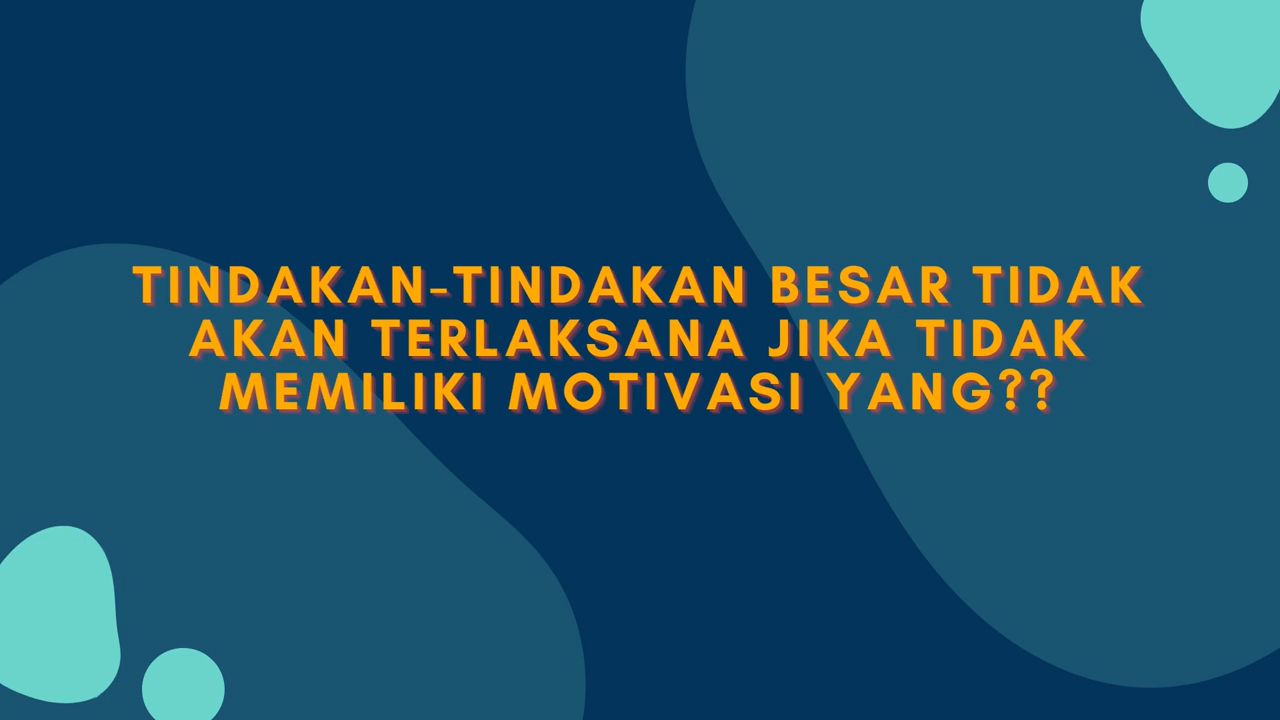 TINDAKAN-TINDAKAN BESAR TIDAK
AKAN TERLAKSANA JIKA TIDAK
MEMILIKI MOTIVASI YANG??